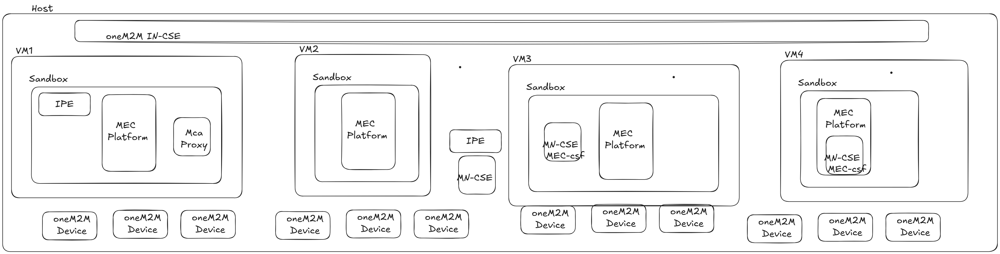 Host
oneM2M IN-CSE
VM1
Sandbox
IPE
MEC
Platform
Mca
Proxy
oneM2M
Device
oneM2M
Device
oneM2M
Device
VM2
Sandbox
MEC
Platform
IPE
MN-CSE
oneM2M
Device
oneM2M
Device
oneM2M
Device
VM3
Sandbox
MN-CSE
MEC-csf
MEC
Platform
oneM2M
Device
oneM2M
Device
oneM2M
Device
VM4
Sandbox
MEC
Platform
MN-CSE
MEC-csf
oneM2M
Device
oneM2M
Device
oneM2M
Device